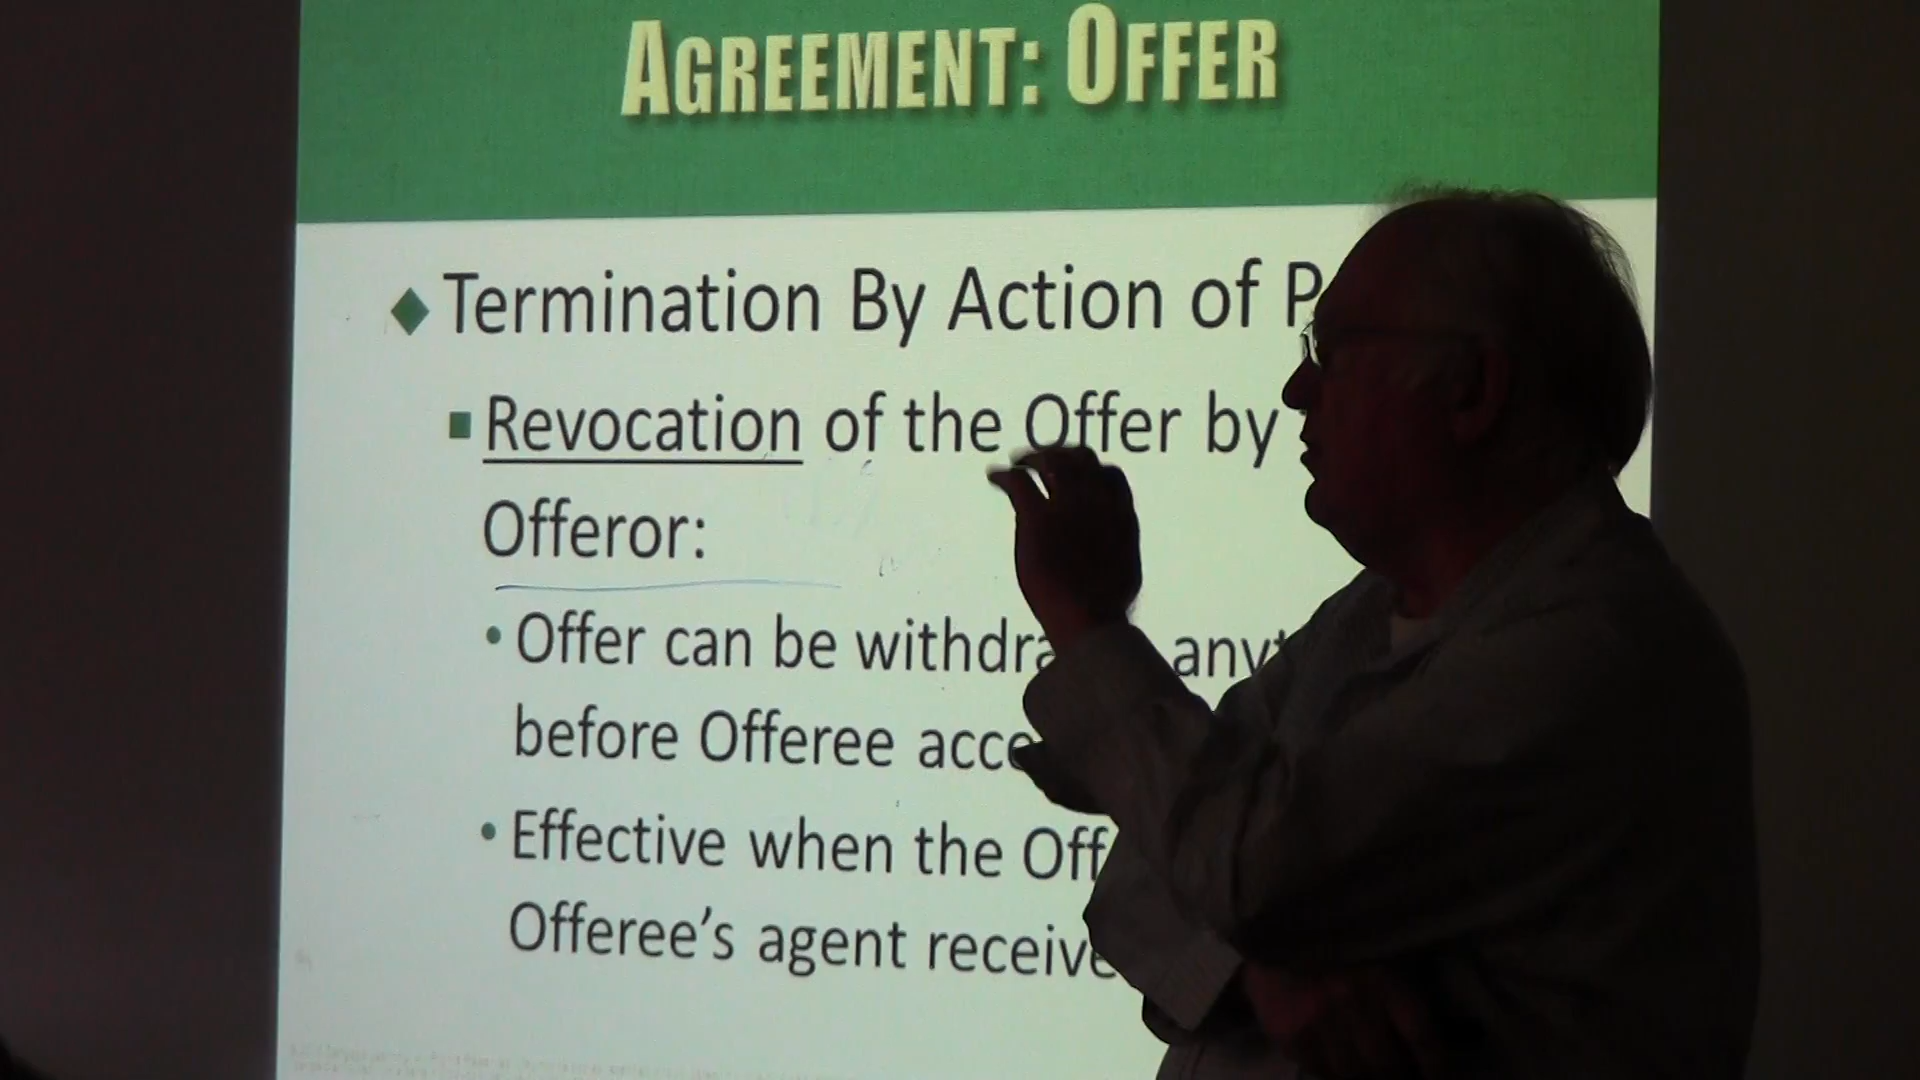 AGREEMENT: OFFER
Termination By Action of P
Revocation of the Offer by
Offeror:
Offer can be withdra anyt
before Offeree acce
Effective when the Off
Offeree's agent receive